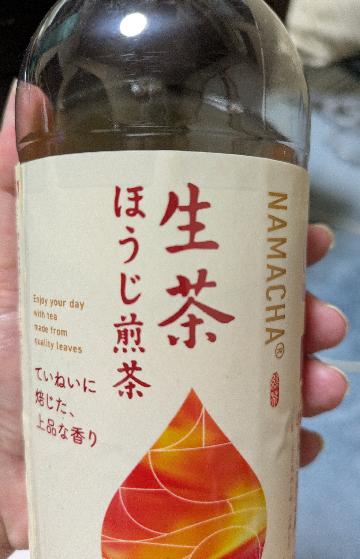 NAMACHA®
生茶
ほうじ煎茶
Enjoy your day
with tea
made from
quality leaves
ていねいに
焙じた、
上品な香り